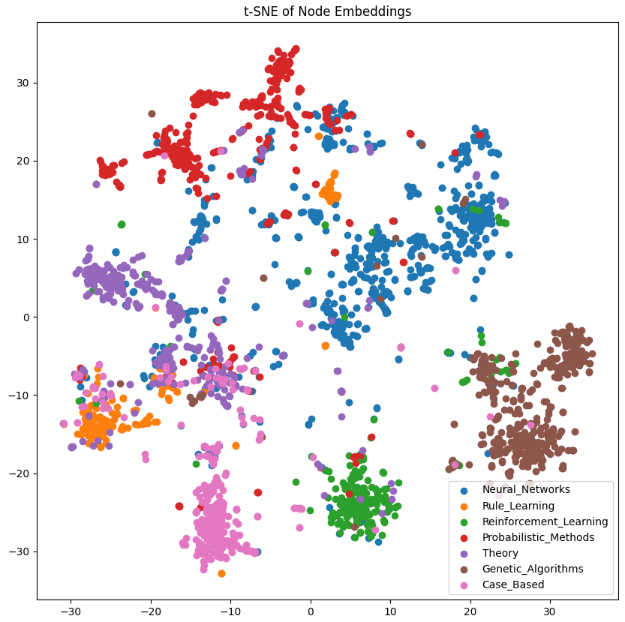 t-SNE of Node Embeddings
30
20
10
0
−10
−20
−30
−30
−20
−10
0
10
20
30
Neural_Networks
Rule_Learning
Reinforcement_Learning
Probabilistic_Methods
Theory
Genetic_Algorithms
Case_Based